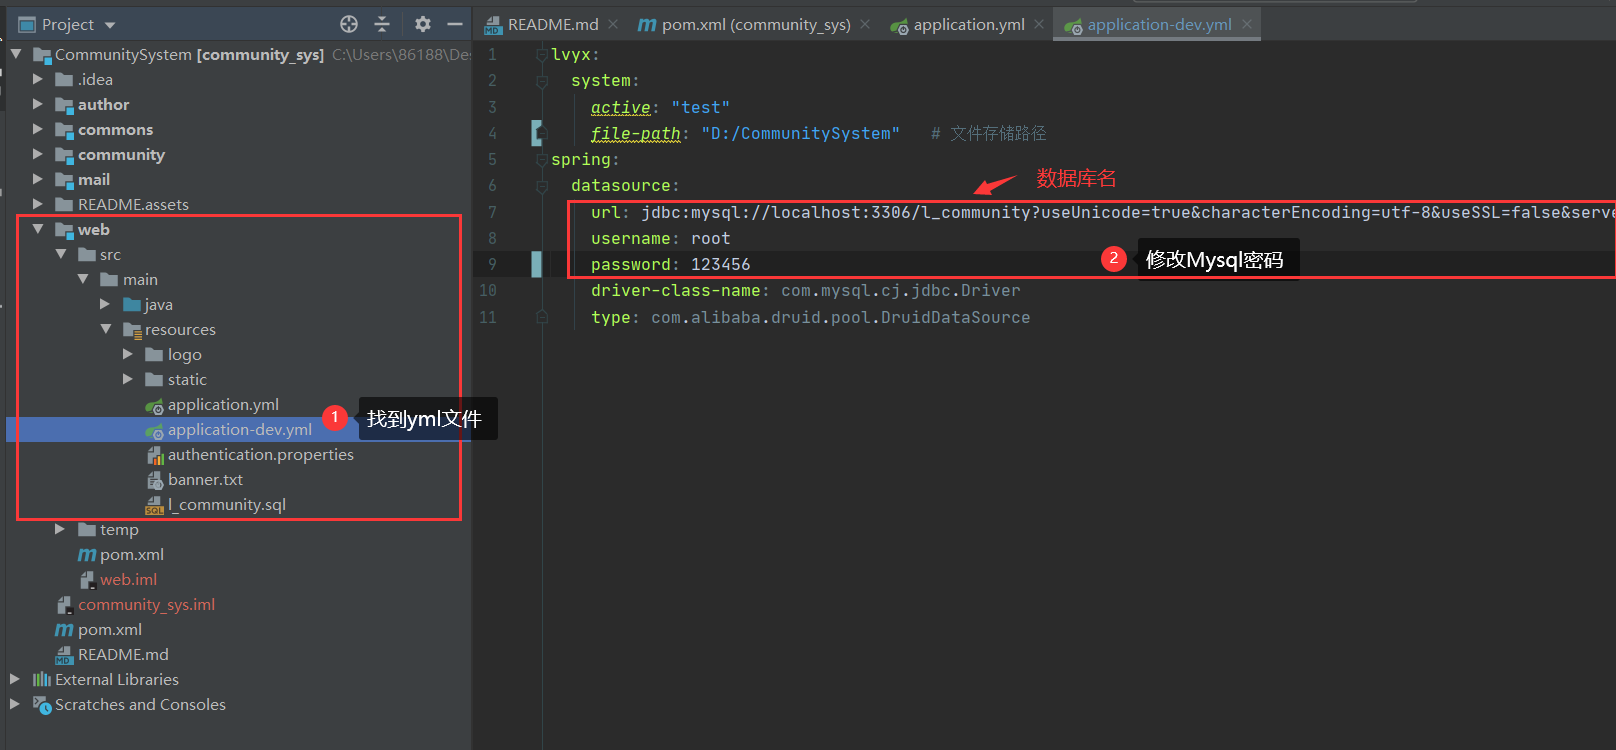 Project
README.md
pom.xml (community_sys)
application.yml
application-dev.yml
CommunitySystem [community_sys] C:\Users\86188\De
.idea
author
commons
community
mail
README.assets
web
src
main
java
resources
logo
static
application.yml
application-dev.yml
1 找到yml文件
authentication.properties
banner.txt
l_community.sql
temp
pom.xml
web.iml
community_sys.iml
pom.xml
README.md
External Libraries
Scratches and Consoles
1 lvyx:
2 system:
3 active: "test"
4 file-path: "D:/CommunitySystem" # 文件存储路径
5 spring:
6 datasource:
数据库名
7 url: jdbc:mysql://localhost:3306/l_community?useUnicode=true&characterEncoding=utf-8&useSSL=false&serve
8 username: root
9 password: 123456
2 修改Mysql密码
10 driver-class-name: com.mysql.cj.jdbc.Driver
11 type: com.alibaba.druid.pool.DruidDataSource